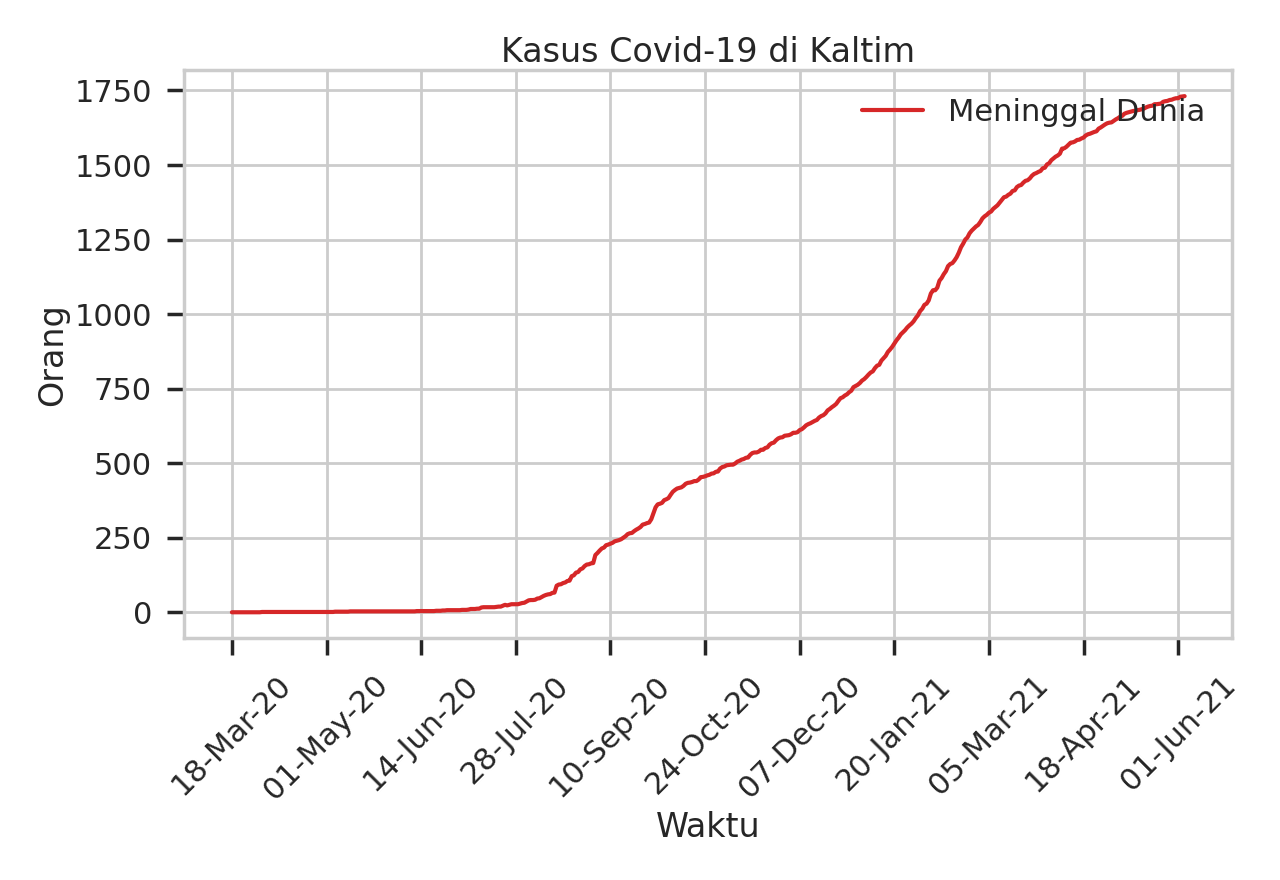 Kasus Covid-19 di Kaltim
Meninggal Dunia
Orang
1750
1500
1250
1000
750
500
250
0
18-Mar-20
01-May-20
14-Jun-20
28-Jul-20
10-Sep-20
24-Oct-20
07-Dec-20
20-Jan-21
05-Mar-21
18-Apr-21
01-Jun-21
Waktu